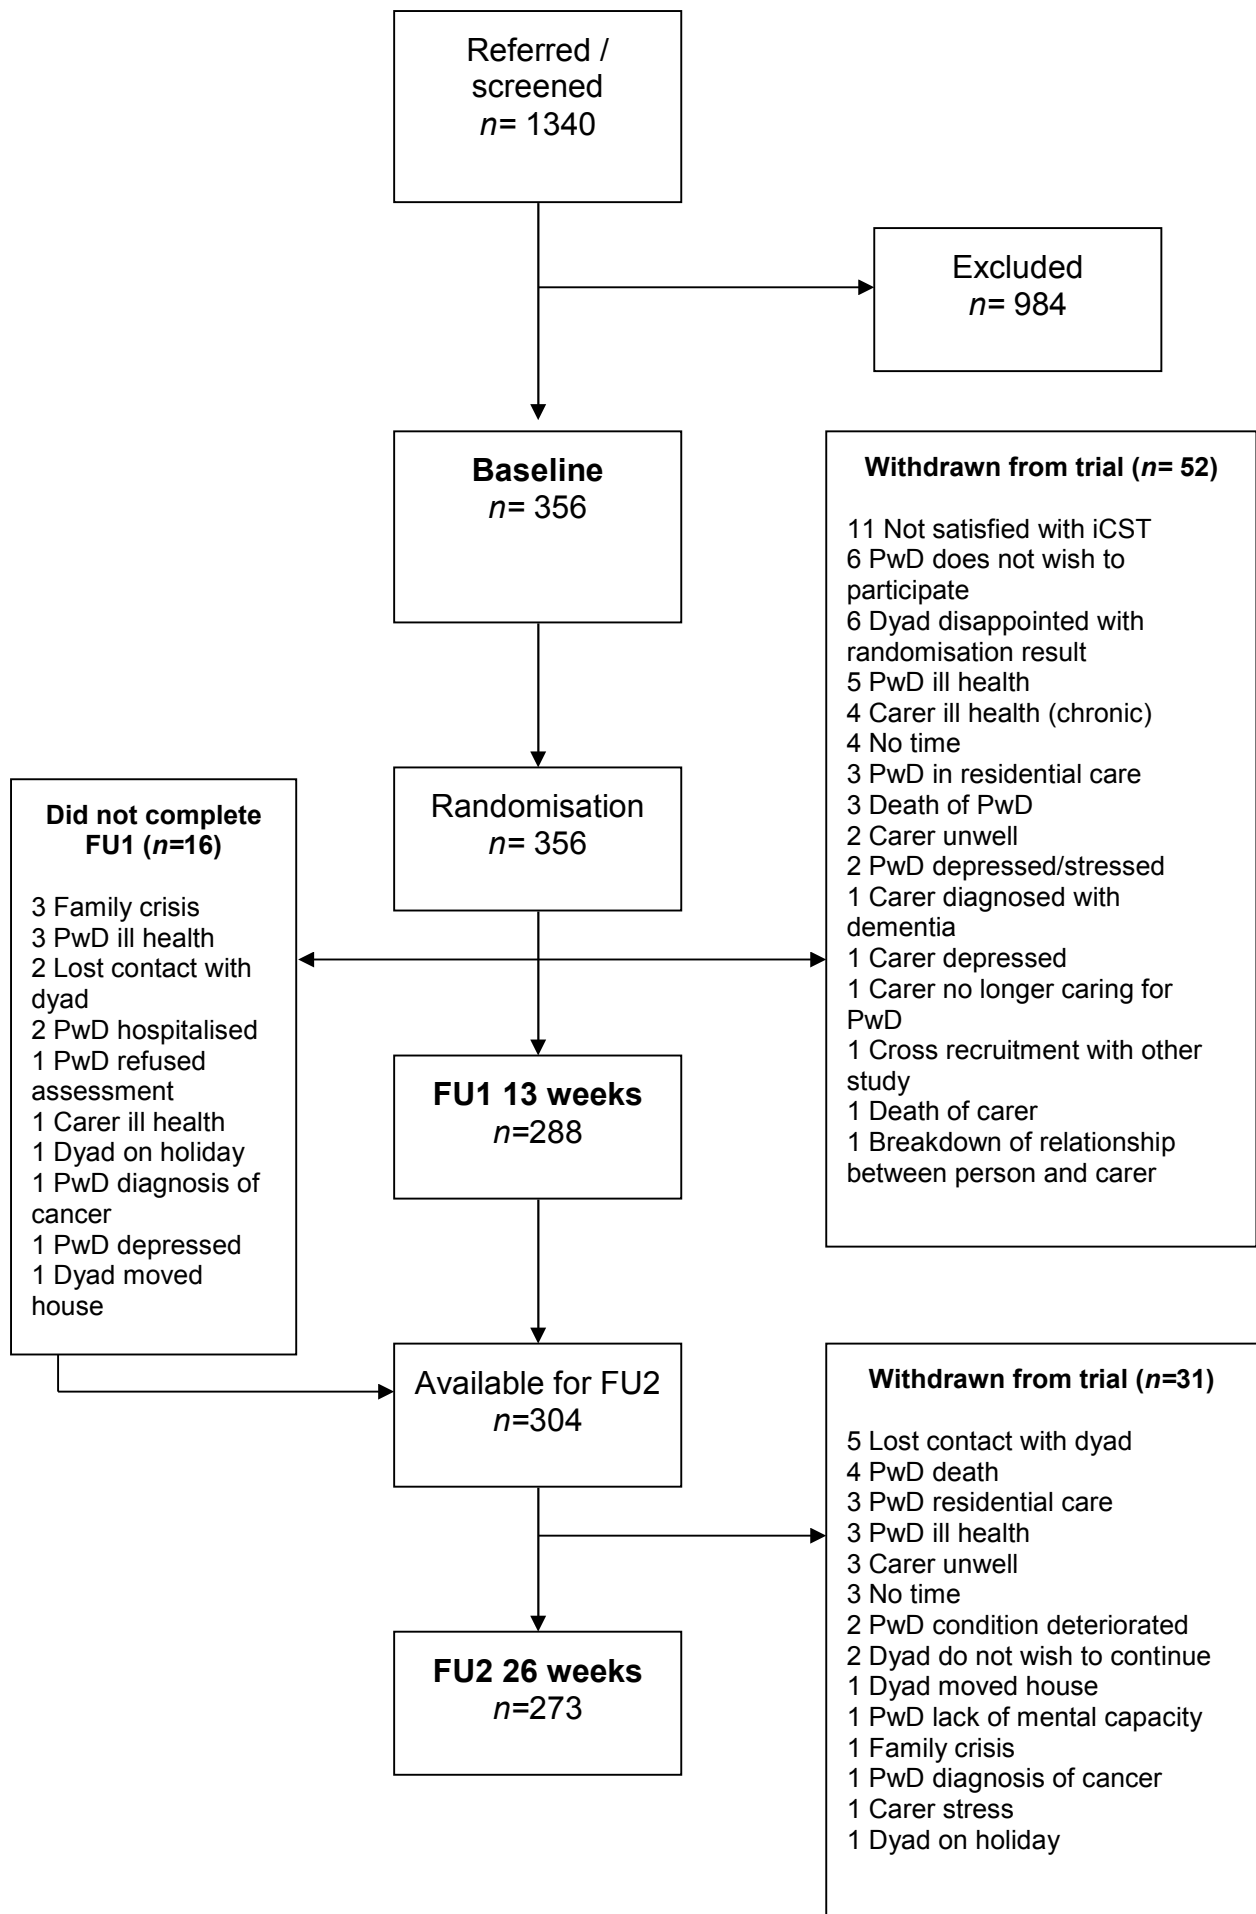 Referred /
screened
n= 1340
Excluded
n= 984
Baseline
n= 356
Withdrawn from trial (n= 52)
11 Not satisfied with iCST
6 PwD does not wish to
participate
6 Dyad disappointed with
randomisation result
5 PwD ill health
4 Carer ill health (chronic)
4 No time
3 PwD in residential care
3 Death of PwD
2 Carer unwell
2 PwD depressed/stressed
1 Carer diagnosed with
dementia
1 Carer depressed
1 Carer no longer caring for
PwD
1 Cross recruitment with other
study
1 Death of carer
1 Breakdown of relationship
between person and carer
Randomisation
n= 356
Did not complete
FU1 (n=16)
3 Family crisis
3 PwD ill health
2 Lost contact with
dyad
2 PwD hospitalised
1 PwD refused
assessment
1 Carer ill health
1 Dyad on holiday
1 PwD diagnosis of
cancer
1 PwD depressed
1 Dyad moved
house
FU1 13 weeks
n=288
Available for FU2
n=304
Withdrawn from trial (n=31)
5 Lost contact with dyad
4 PwD death
3 PwD residential care
3 PwD ill health
3 Carer unwell
3 No time
2 PwD condition deteriorated
2 Dyad do not wish to continue
1 Dyad moved house
1 PwD lack of mental capacity
1 Family crisis
1 PwD diagnosis of cancer
1 Carer stress
1 Dyad on holiday
FU2 26 weeks
n=273